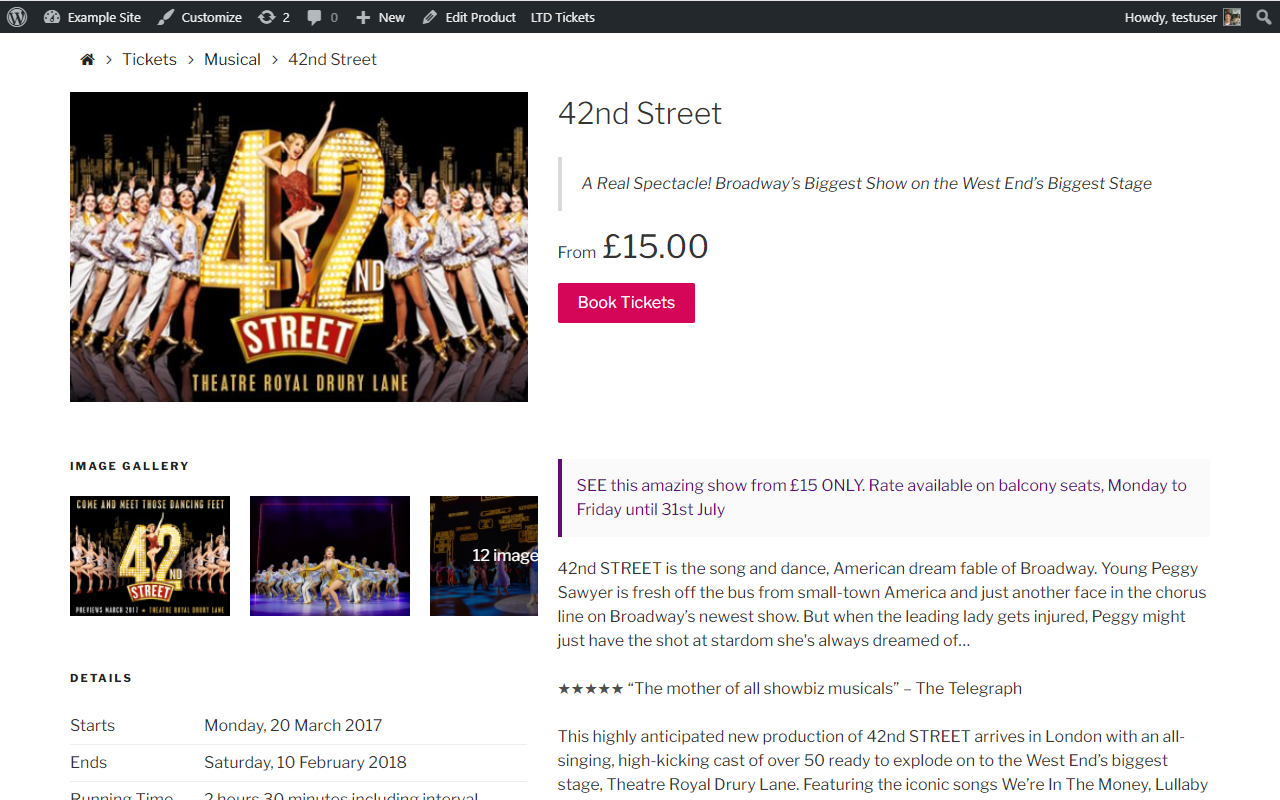 Example Site
Customize
2
0
New
Edit Product
LTD Tickets
Howdy, testuser
Tickets
Musical
42nd Street
42
ND
STREET
THEATRE ROYAL DRURY LANE
42nd Street
A Real Spectacle! Broadway’s Biggest Show on the West End’s Biggest Stage
From £15.00
Book Tickets
IMAGE GALLERY
COME AND MEET THOSE DANCING FEET
42
ND
STREET
PREVIEWS MARCH 2017 ★ THEATRE ROYAL DRURY LANE
12 image
DETAILS
Starts Monday, 20 March 2017
Ends Saturday, 10 February 2018
Running Time 2 hours 30 minutes including interval
SEE this amazing show from £15 ONLY. Rate available on balcony seats, Monday to
Friday until 31st July
42nd STREET is the song and dance, American dream fable of Broadway. Young Peggy
Sawyer is fresh off the bus from small-town America and just another face in the chorus
line on Broadway’s newest show. But when the leading lady gets injured, Peggy might
just have the shot at stardom she's always dreamed of…
★★★★★ “The mother of all showbiz musicals” – The Telegraph
This highly anticipated new production of 42nd STREET arrives in London with an all-
singing, high-kicking cast of over 50 ready to explode on to the West End’s biggest
stage, Theatre Royal Drury Lane. Featuring the iconic songs We’re In The Money, Lullaby